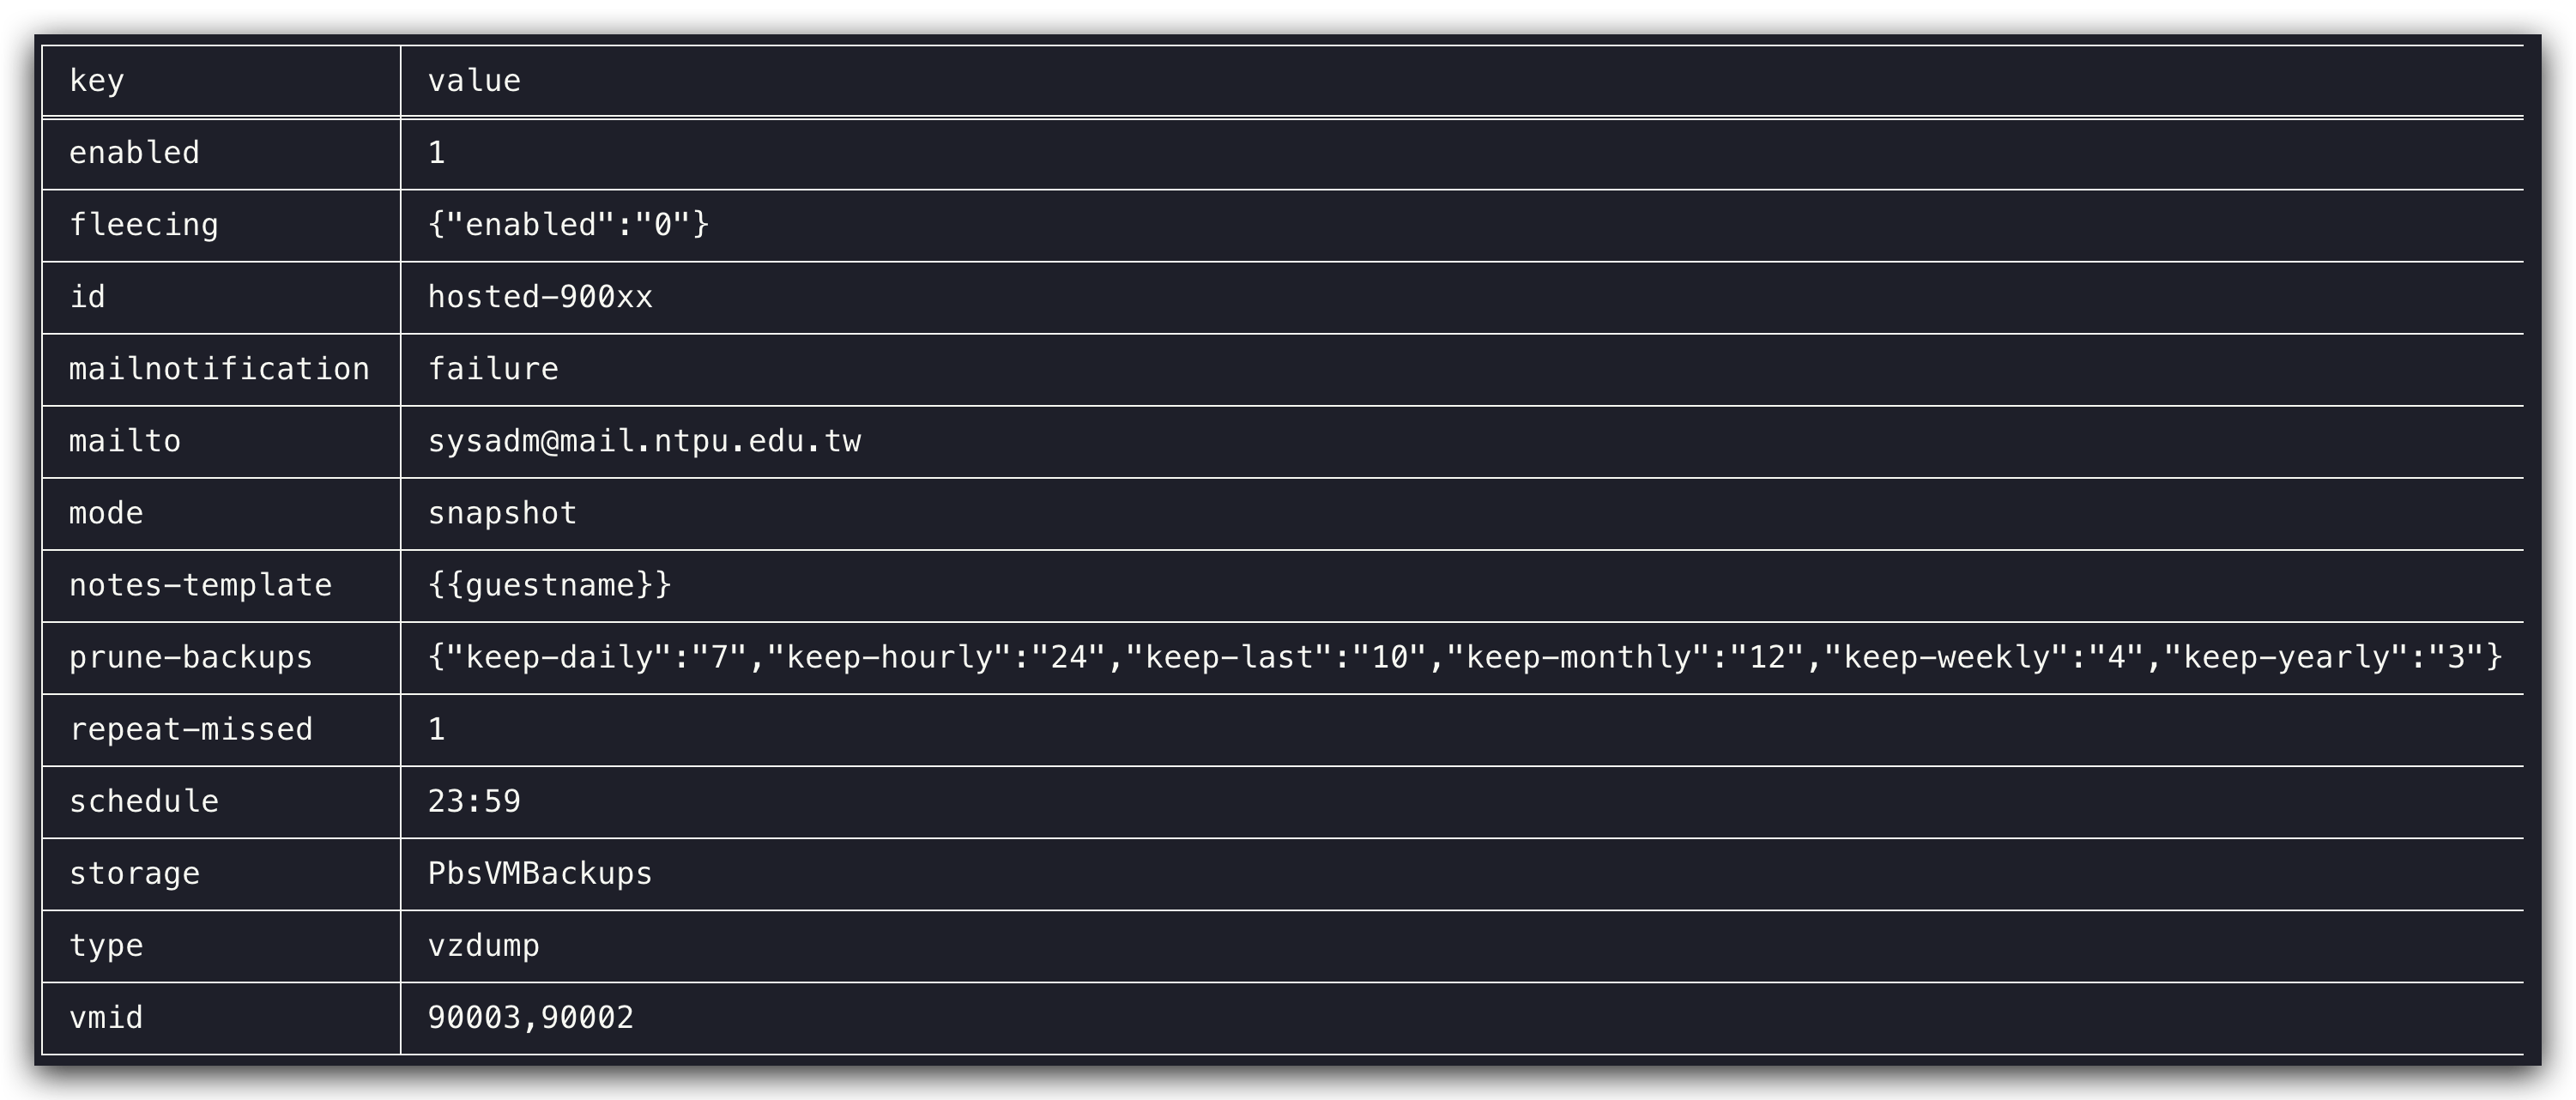 key value
enabled 1
fleecing {"enabled":"0"}
id hosted-900xx
mailnotification failure
mailto sysadm@mail.ntpu.edu.tw
mode snapshot
notes-template {{guestname}}
prune-backups {"keep-daily":"7","keep-hourly":"24","keep-last":"10","keep-monthly":"12","keep-weekly":"4","keep-yearly":"3"}
repeat-missed 1
schedule 23:59
storage PbsVMBackups
type vzdump
vmid 90003,90002